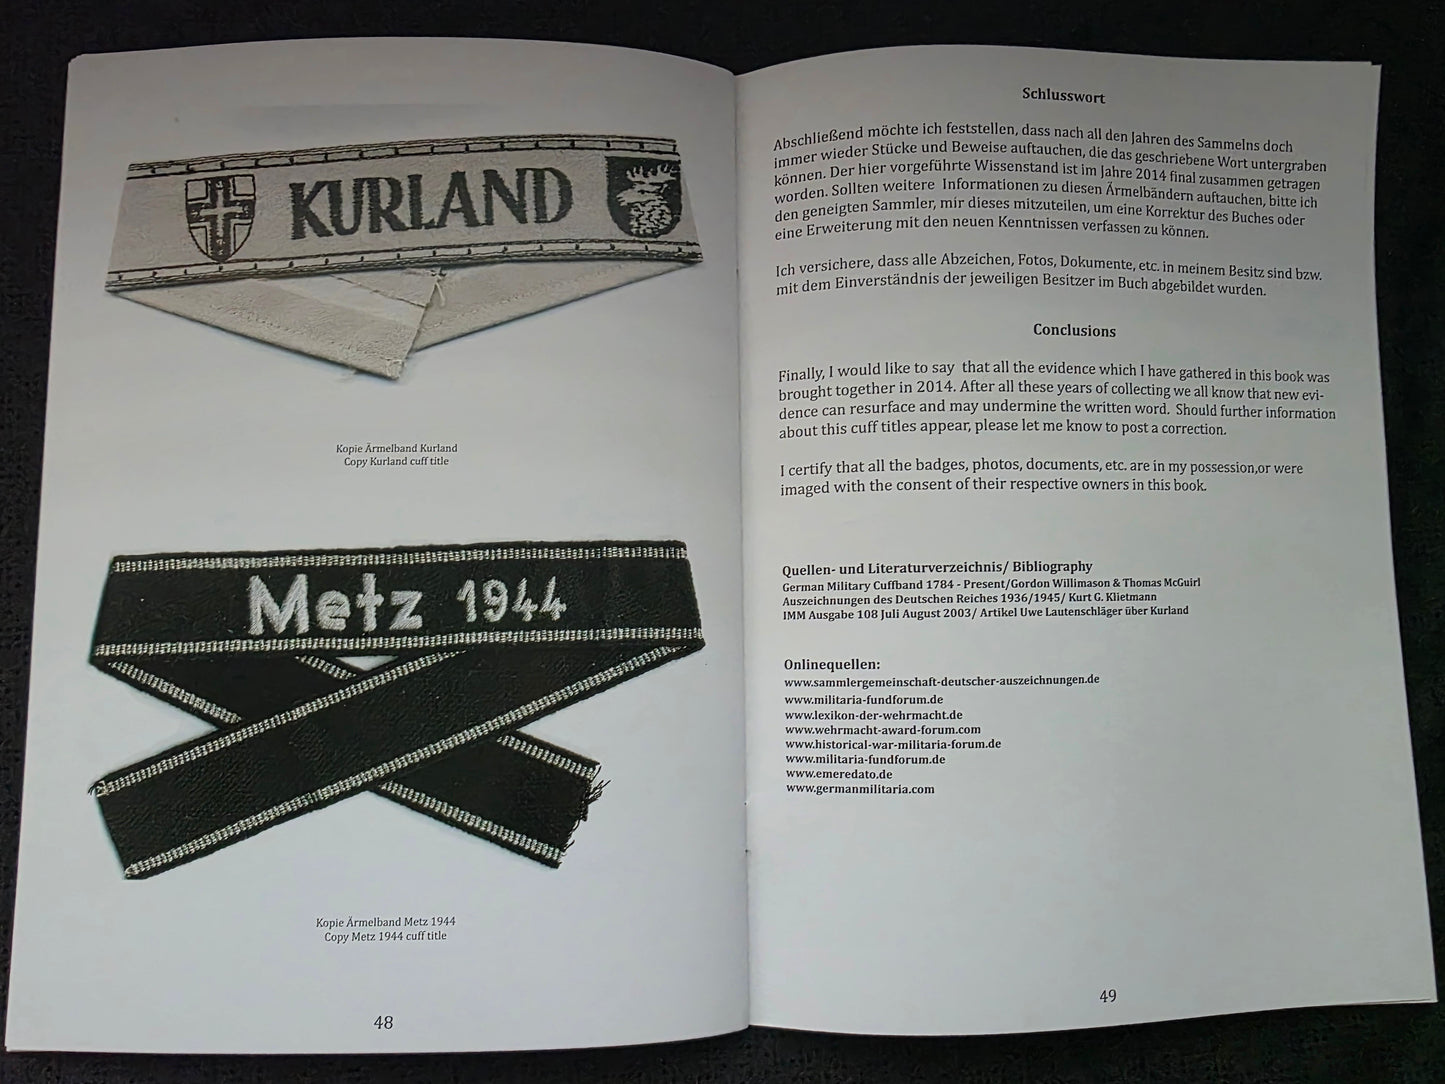 KURLAND
Kopie Ärmelband Kurland
Copy Kurland cuff title
Metz 1944
Kopie Ärmelband Metz 1944
Copy Metz 1944 cuff title
48
Schlusswort
Abschließend möchte ich feststellen, dass nach all den Jahren des Sammelns doch
immer wieder Stücke und Beweise auftauchen, die das geschriebene Wort untergraben
können. Der hier vorgeführte Wissenstand ist im Jahre 2014 final zusammen getragen
worden. Sollten weitere Informationen zu diesen Ärmelbändern auftauchen, bitte ich
den geneigten Sammler, mir dieses mitzuteilen, um eine Korrektur des Buches oder
eine Erweiterung mit den neuen Kenntnissen verfassen zu können.
Ich versichere, dass alle Abzeichen, Fotos, Dokumente, etc. in meinem Besitz sind bzw.
mit dem Einverständnis der jeweiligen Besitzer im Buch abgebildet wurden.
Conclusions
Finally, I would like to say that all the evidence which I have gathered in this book was
brought together in 2014. After all these years of collecting we all know that new evi-
dence can resurface and may undermine the written word. Should further information
about this cuff titles appear, please let me know to post a correction.
I certify that all the badges, photos, documents, etc. are in my possession,or were
imaged with the consent of their respective owners in this book.
Quellen- und Literaturverzeichnis/ Bibliography
German Military Cuffband 1784 - Present/Gordon Willimason & Thomas McGuirl
Auszeichnungen des Deutschen Reiches 1936/1945/ Kurt G. Klietmann
IMM Ausgabe 108 Juli August 2003/ Artikel Uwe Lautenschläger über Kurland
Onlinequellen:
www.sammlergemeinschaft-deutscher-auszeichnungen.de
www.militaria-fundforum.de
www.lexikon-der-wehrmacht.de
www.wehrmacht-award-forum.com
www.historical-war-militaria-forum.de
www.militaria-fundforum.de
www.emeredato.de
www.germanmilitaria.com
49